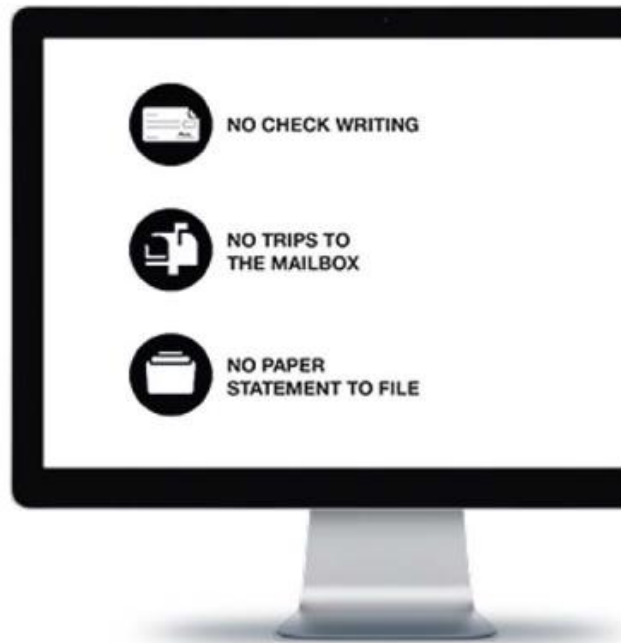 NO CHECK WRITING
NO TRIPS TO
THE MAILBOX
NO PAPER
STATEMENT TO FILE